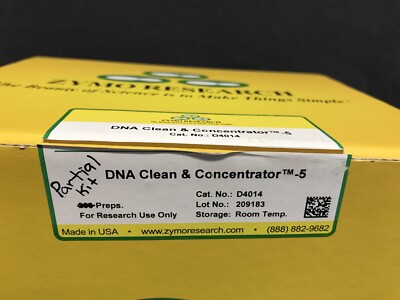 ZYMO RESEARCH
The Beauty of Science is to Make Things Simple
DNA Clean & Concentrator™-5
Cat. No.: D4014
Partial Kit
DNA Clean & Concentrator™-5
Cat. No.: D4014
Preps. Lot No.: 209183
For Research Use Only Storage: Room Temp.
Made in USA • www.zymoresearch.com • (888) 882-9682